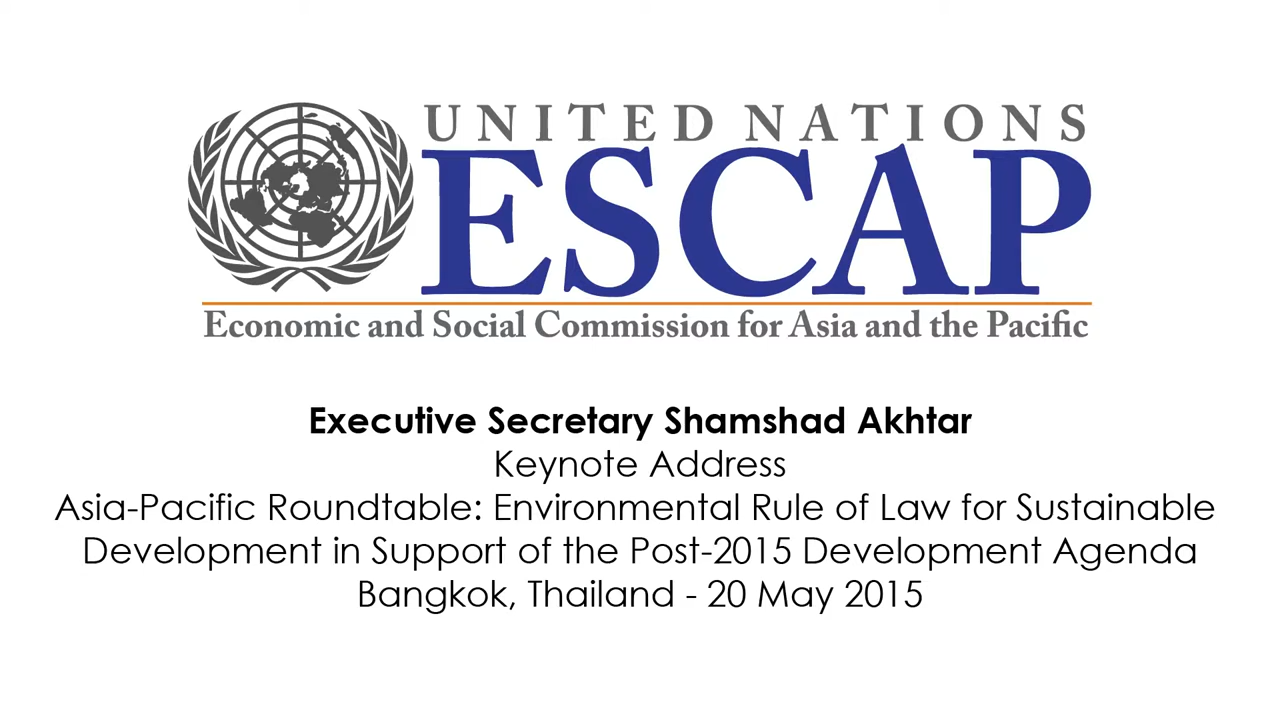 UNITED NATIONS
ESCAP
Economic and Social Commission for Asia and the Pacific
Executive Secretary Shamshad Akhtar
Keynote Address
Asia-Pacific Roundtable: Environmental Rule of Law for Sustainable
Development in Support of the Post-2015 Development Agenda
Bangkok, Thailand - 20 May 2015